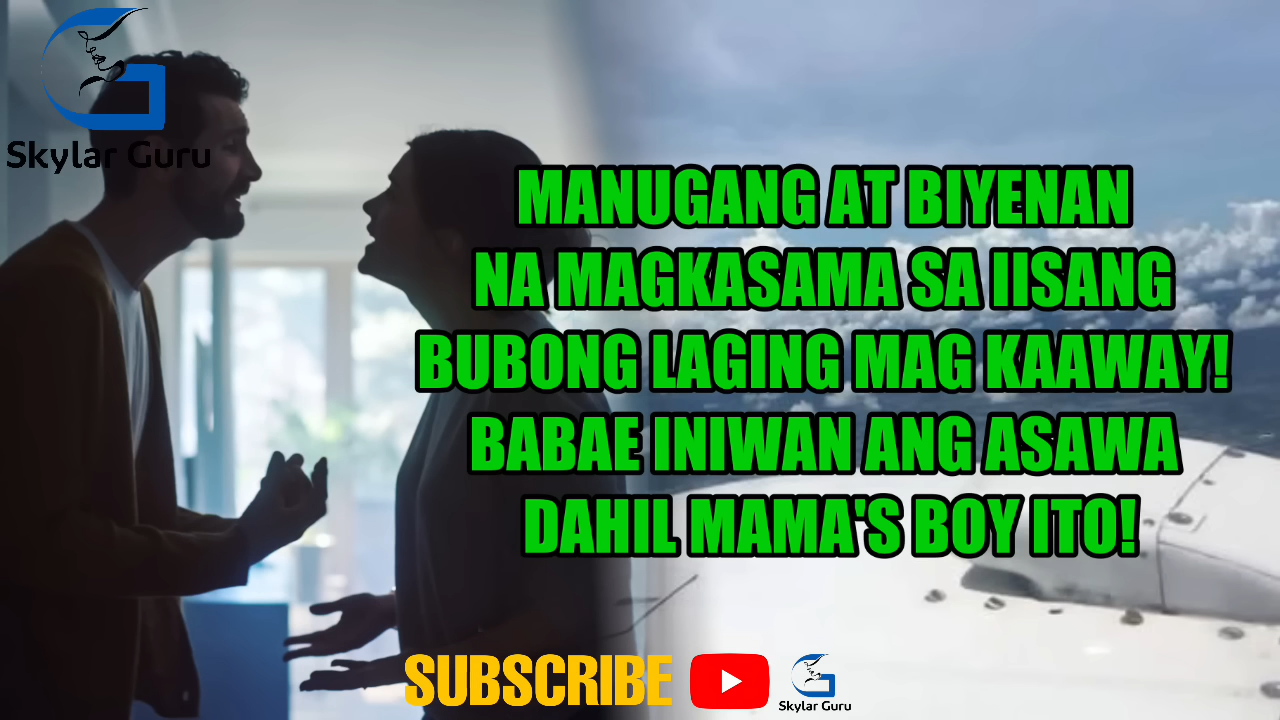 Skylar Guru
MANUGANG AT BIYENAN
NA MAGKASAMA SA IISANG
BUBONG LAGING MAG KAAWAY!
BABAE INIWAN ANG ASAWA
DAHIL MAMA'S BOY ITO!
SUBSCRIBE
Skylar Guru